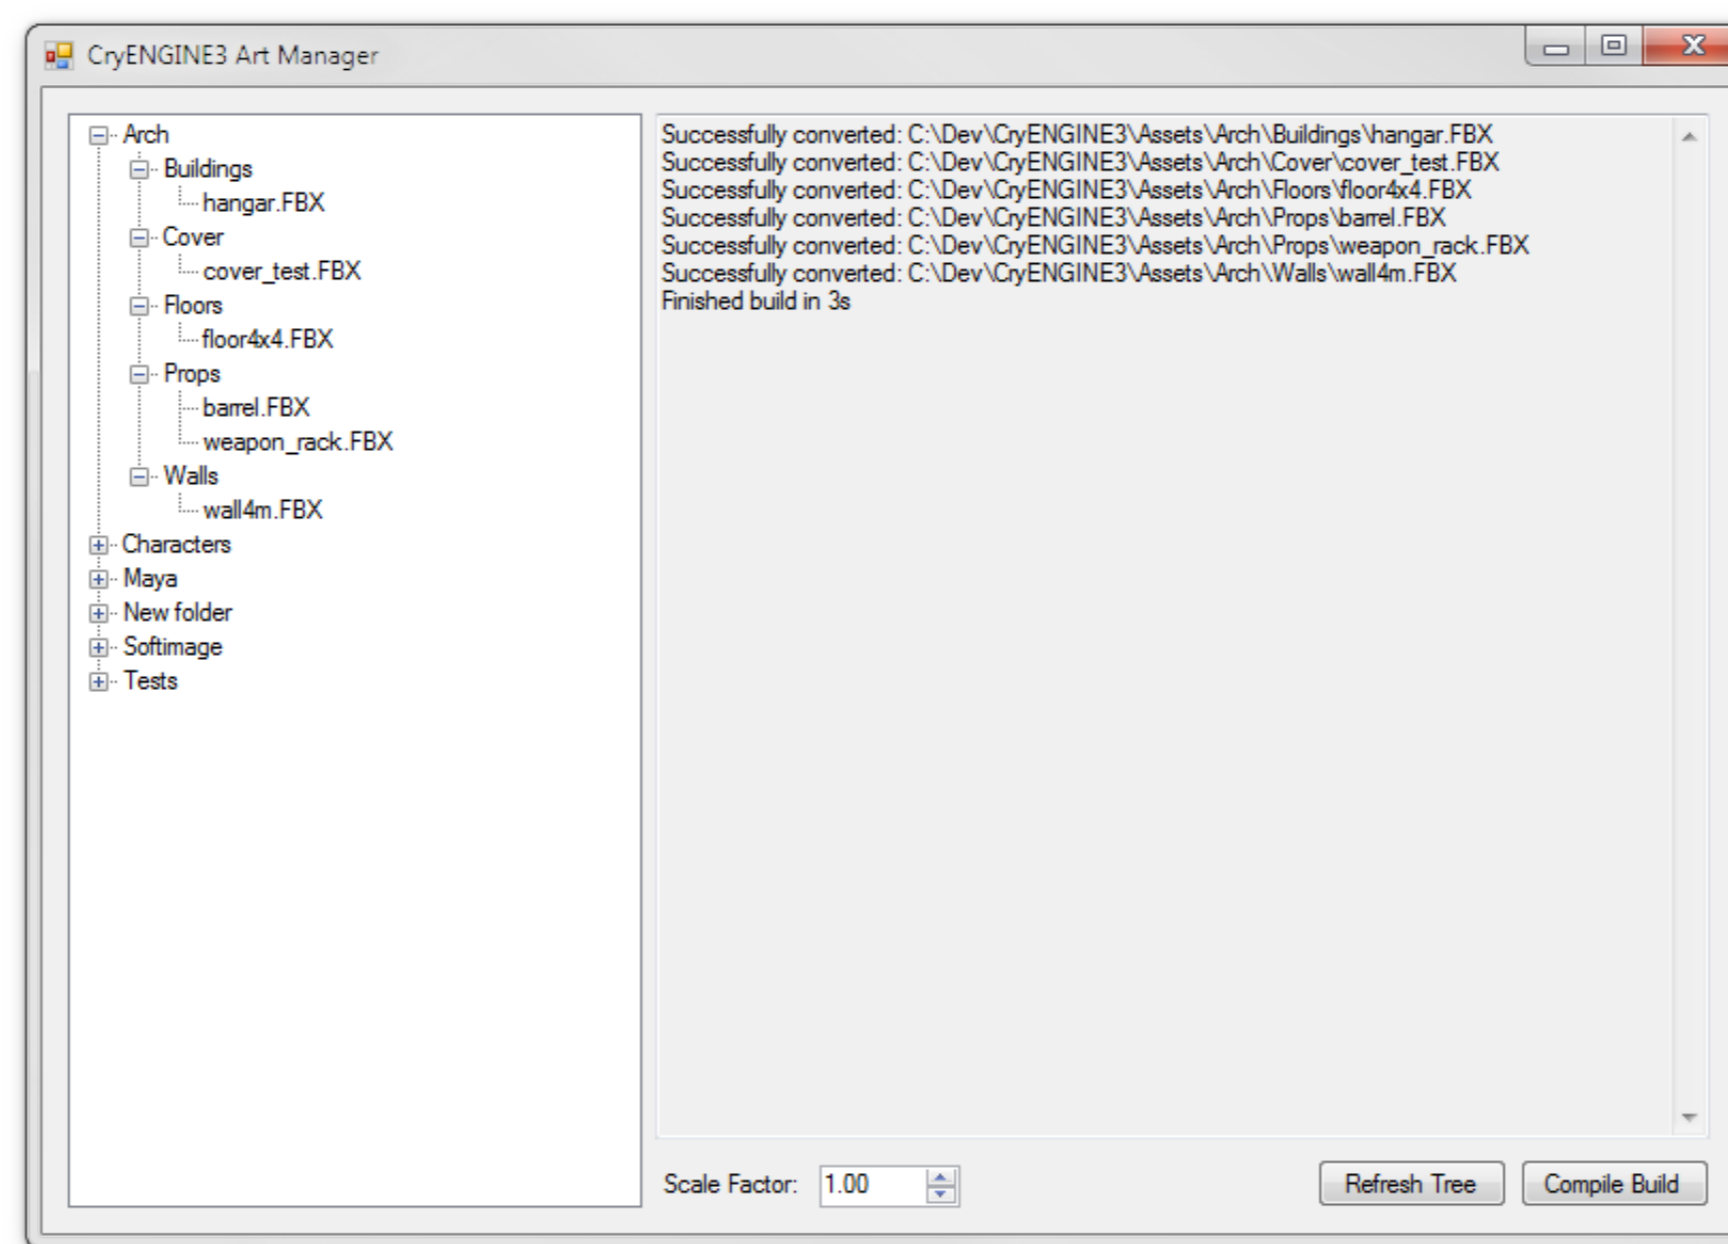 CryENGINE3 Art Manager
Arch
Buildings
hangar.FBX
Cover
cover_test.FBX
Floors
floor4x4.FBX
Props
barrel.FBX
weapon_rack.FBX
Walls
wall4m.FBX
Characters
Maya
New folder
Softimage
Tests
Successfully converted: C:\Dev\CryENGINE3\Assets\Arch\Buildings\hangar.FBX
Successfully converted: C:\Dev\CryENGINE3\Assets\Arch\Cover\cover_test.FBX
Successfully converted: C:\Dev\CryENGINE3\Assets\Arch\Floors\floor4x4.FBX
Successfully converted: C:\Dev\CryENGINE3\Assets\Arch\Props\barrel.FBX
Successfully converted: C:\Dev\CryENGINE3\Assets\Arch\Props\weapon_rack.FBX
Successfully converted: C:\Dev\CryENGINE3\Assets\Arch\Walls\wall4m.FBX
Finished build in 3s
Scale Factor: 1.00
Refresh Tree
Compile Build